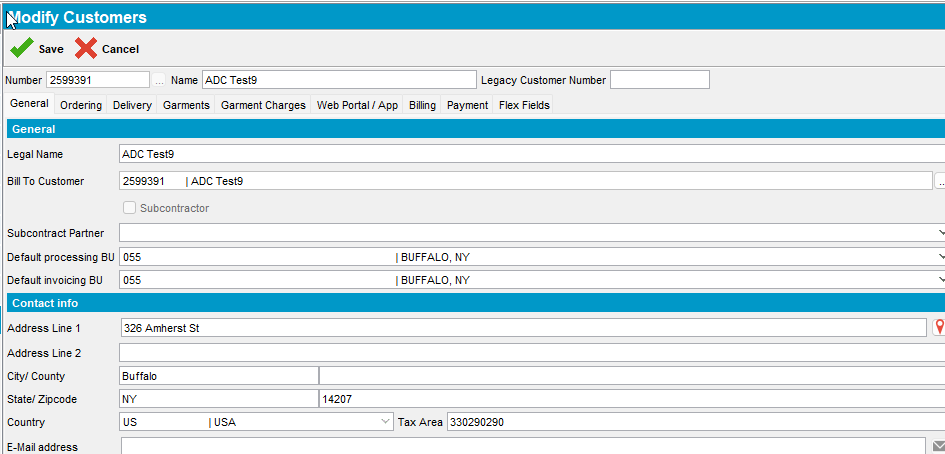 Modify Customers
Save Cancel
Number 2599391 ... Name ADC Test9 Legacy Customer Number
General Ordering Delivery Garments Garment Charges Web Portal / App Billing Payment Flex Fields
General
Legal Name ADC Test9
Bill To Customer 2599391 | ADC Test9 ...
Subcontractor
Subcontract Partner
Default processing BU 055 | BUFFALO, NY
Default invoicing BU 055 | BUFFALO, NY
Contact info
Address Line 1 326 Amherst St
Address Line 2
City/ County Buffalo
State/ Zipcode NY 14207
Country US | USA Tax Area 330290290
E-Mail address